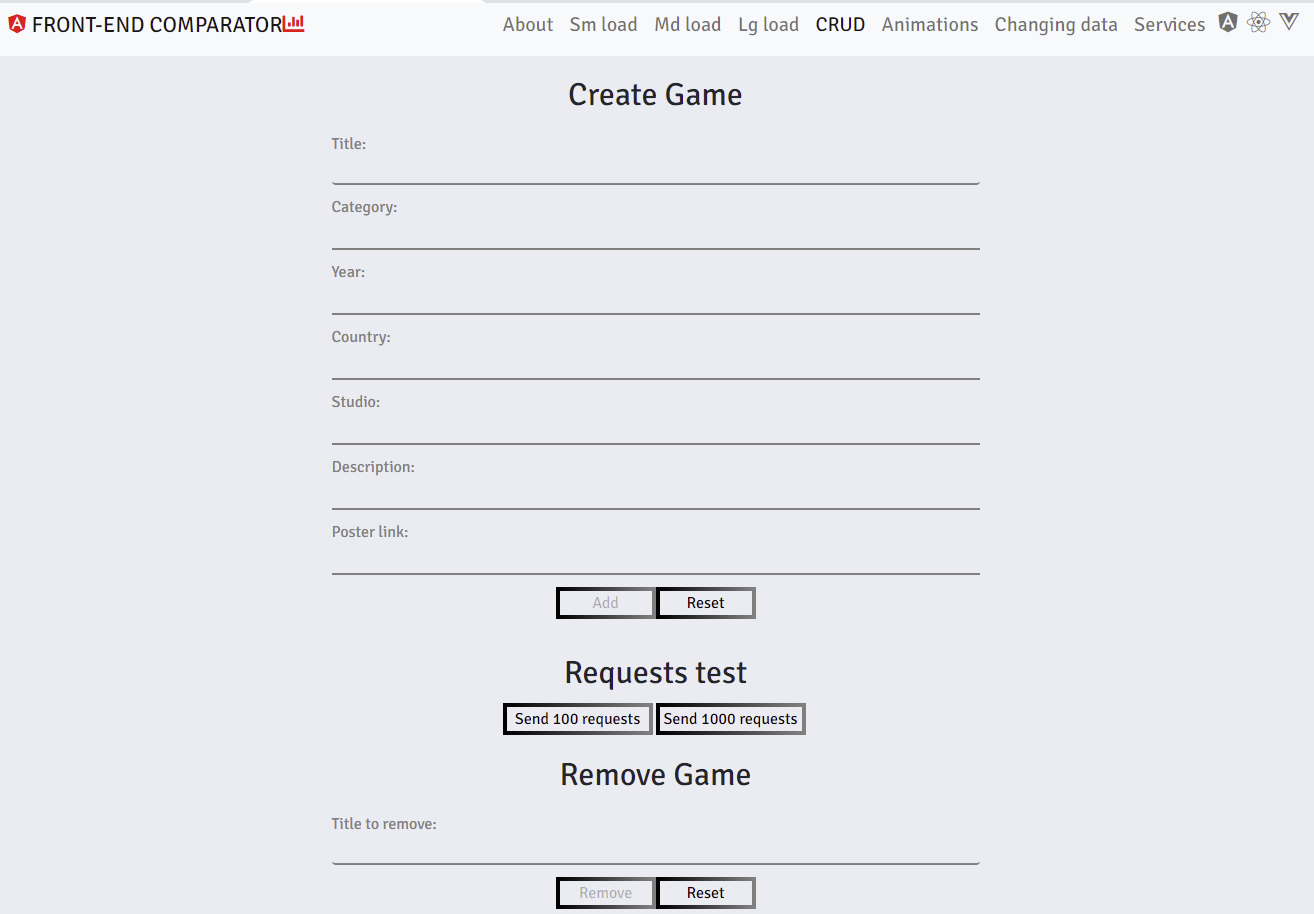 FRONT-END COMPARATOR About Sm load Md load Lg load CRUD Animations Changing data Services
Create Game
Title:
Category:
Year:
Country:
Studio:
Description:
Poster link:
Add Reset
Requests test
Send 100 requests Send 1000 requests
Remove Game
Title to remove:
Remove Reset